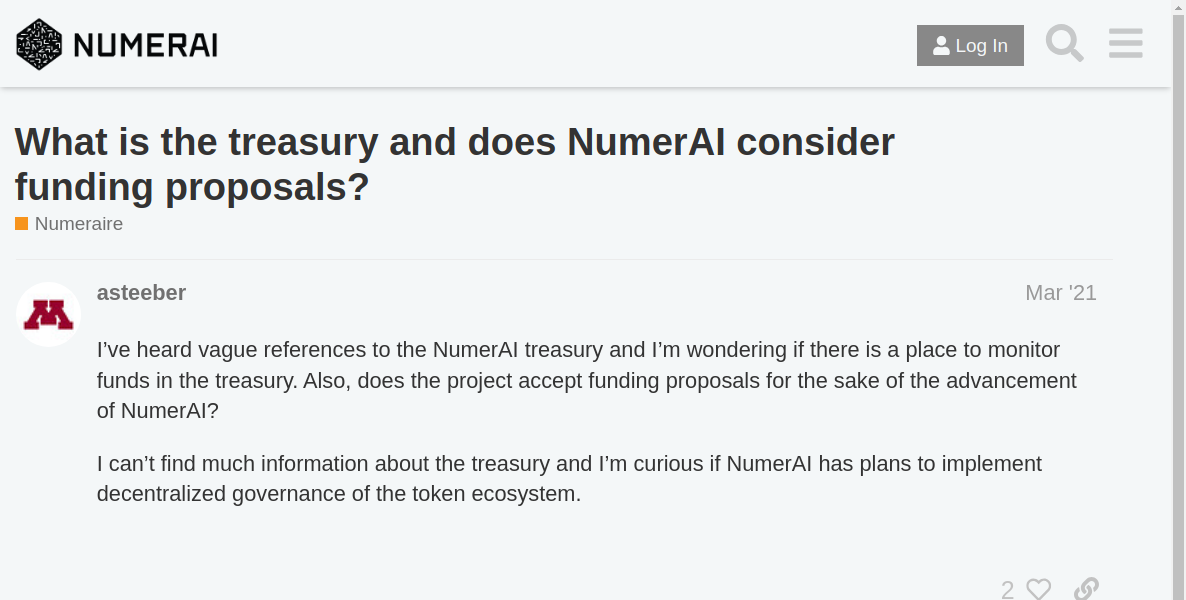 NUMERAI
Log In
What is the treasury and does NumerAI consider
funding proposals?
Numeraire
asteeber
Mar '21
I’ve heard vague references to the NumerAI treasury and I’m wondering if there is a place to monitor
funds in the treasury. Also, does the project accept funding proposals for the sake of the advancement
of NumerAI?
I can’t find much information about the treasury and I’m curious if NumerAI has plans to implement
decentralized governance of the token ecosystem.
2